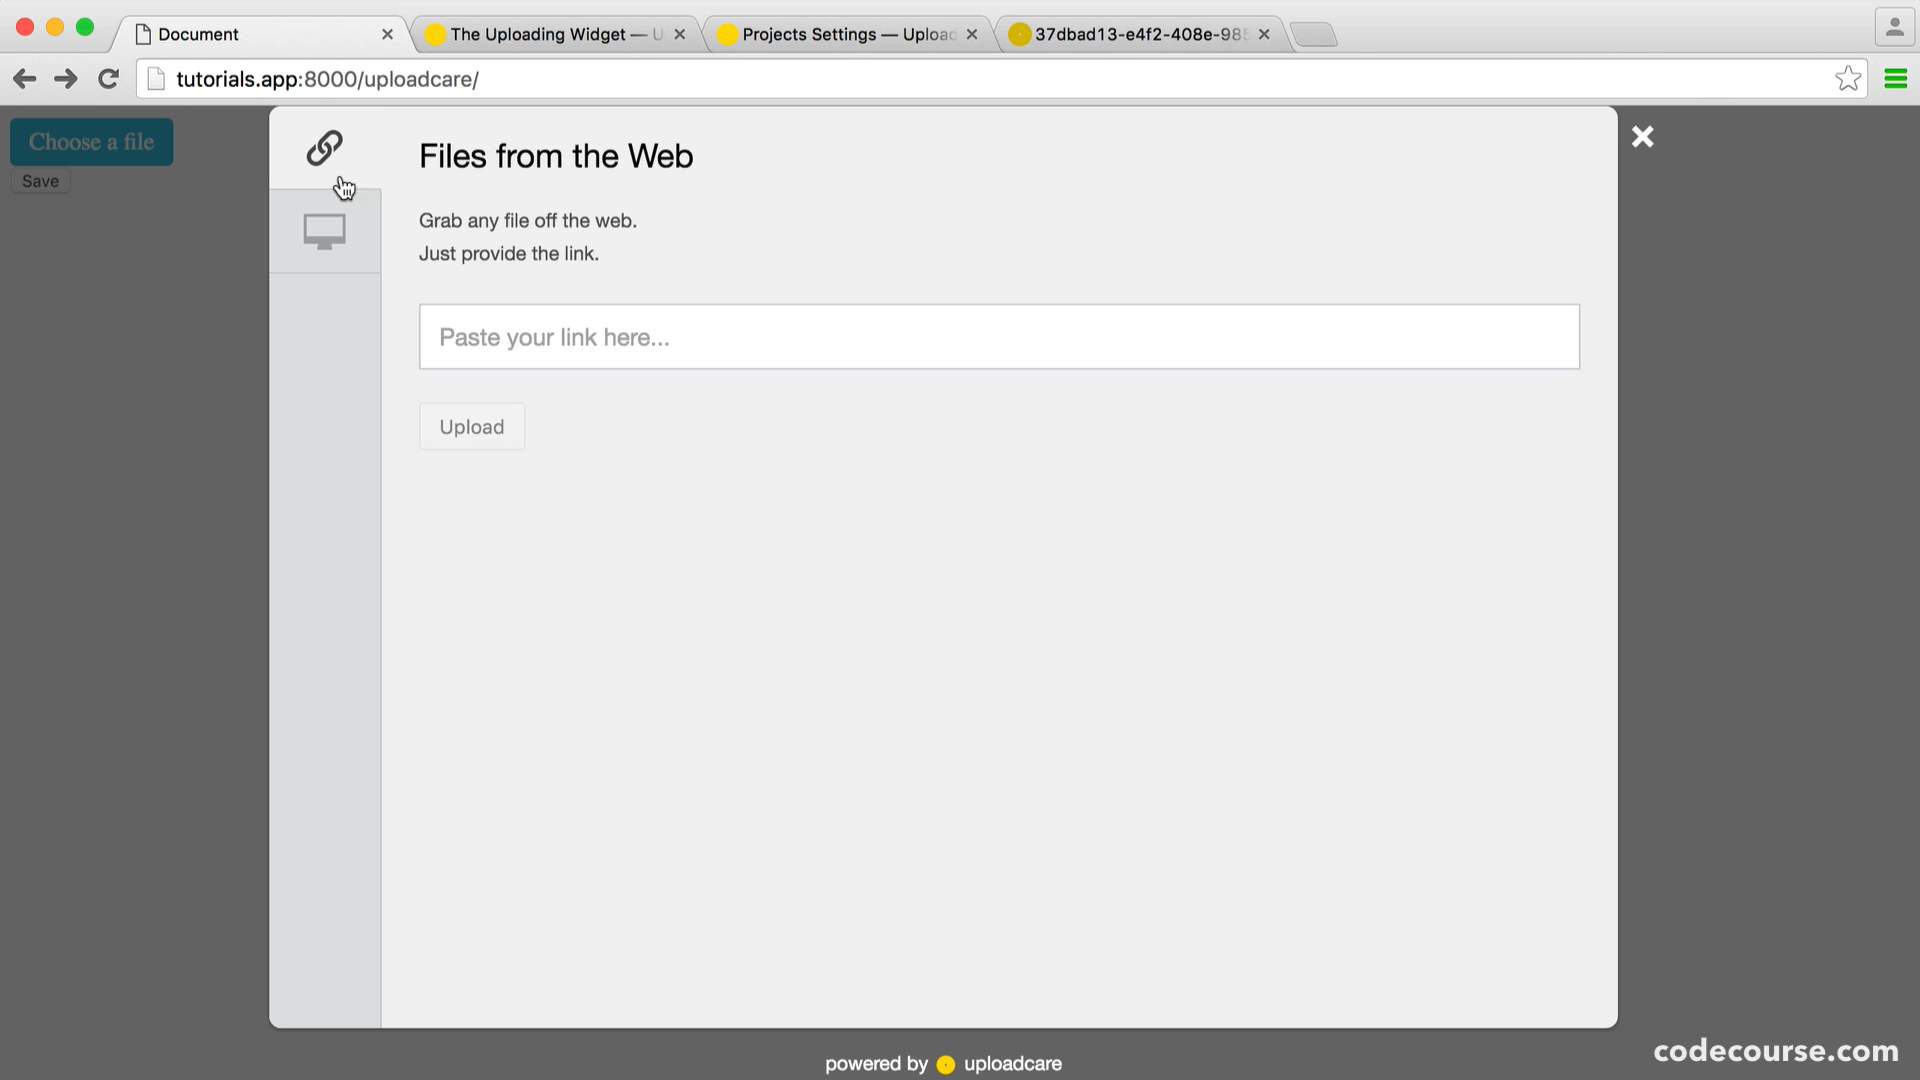 Document
The Uploading Widget — U
Projects Settings — Upload
37dbad13-e4f2-408e-985
tutorials.app:8000/uploadcare/
Choose a file
Save
Files from the Web
Grab any file off the web.
Just provide the link.
Paste your link here...
Upload
powered by uploadcare
codecourse.com